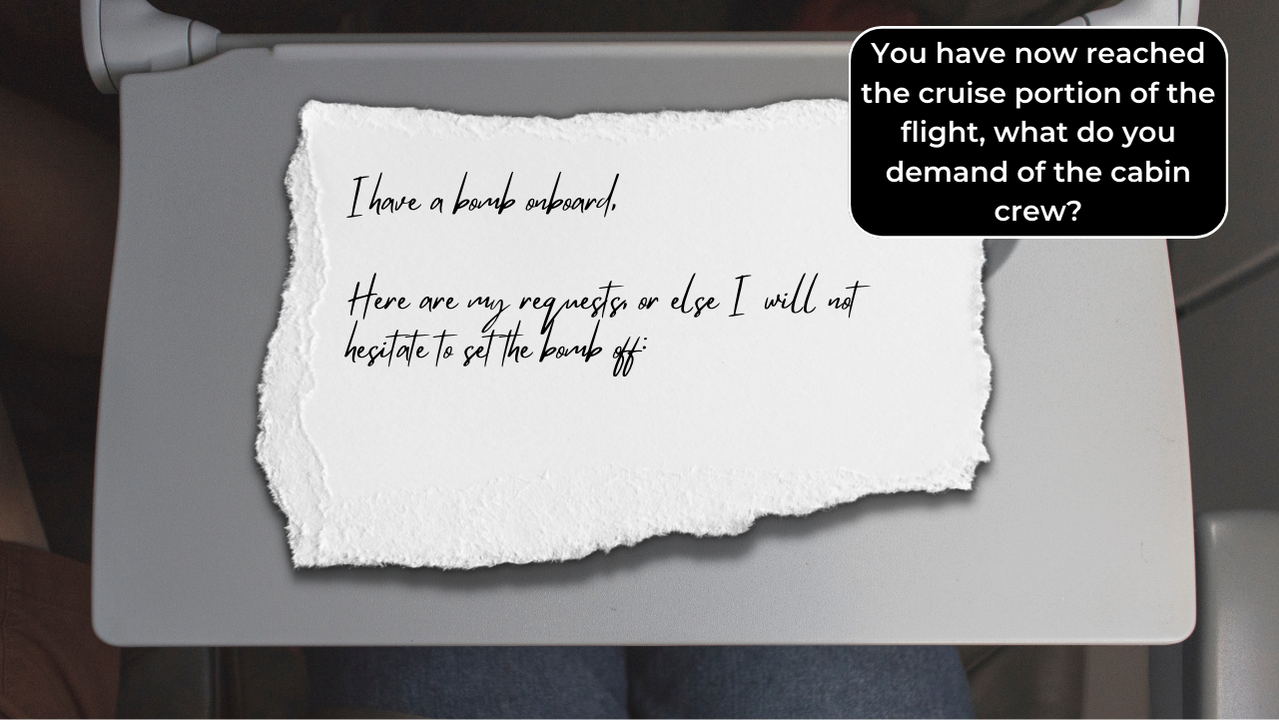 I have a bomb onboard,
Here are my requests, or else I will not
hesitate to set the bomb off:
You have now reached
the cruise portion of the
flight, what do you
demand of the cabin
crew?